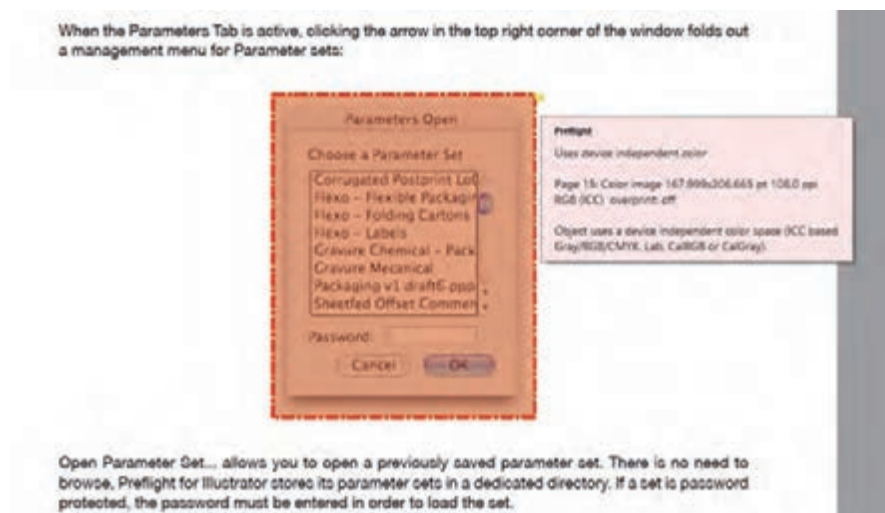 When the Parameters Tab is active, clicking the arrow in the top right corner of the window folds out
a management menu for Parameter sets:
Parameters Open
Choose a Parameter Set
Corrugated Postprint Lo
Flexo – Flexible Packagin
Flexo – Folding Cartons
Flexo – Labels
Gravure Chemical – Pack
Gravure Mecanical
Packaging v1 draft6 ppp
Sheetfed Offset Commen
Password:
Cancel OK
Preflight
Uses device independent color
Page 15: Color image 167.999x206.665 pt 108.0 ppi
RGB (ICC) overprint: off
Object uses a device independent color space (ICC based
Gray/RGB/CMYK, Lab, CalRGB or CalGray).
Open Parameter Set... allows you to open a previously saved parameter set. There is no need to
browse, Preflight for Illustrator stores its parameter sets in a dedicated directory. If a set is password
protected, the password must be entered in order to load the set.